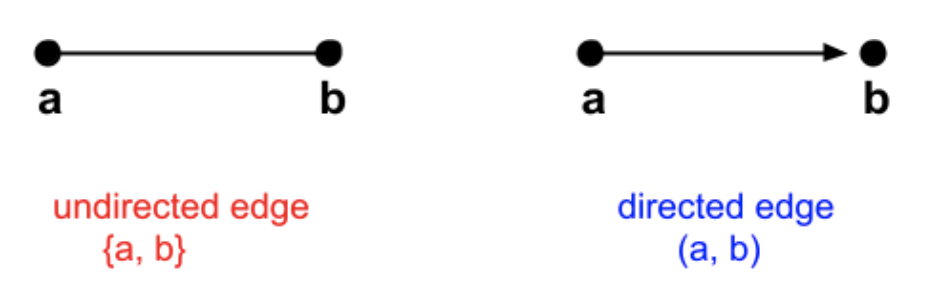 a b a b
undirected edge directed edge
{a, b} (a, b)